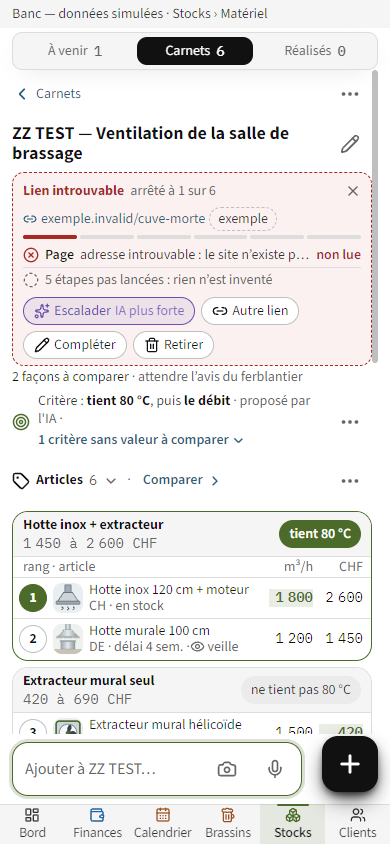 Banc — données simulées · Stocks › Matériel
À venir 1 Carnets 6 Réalisés 0
Carnets
ZZ TEST — Ventilation de la salle de
brassage
Lien introuvable arrêté à 1 sur 6
exemple.invalid/cuve-morte exemple
Page adresse introuvable : le site n’existe p… non lue
5 étapes pas lancées : rien n’est inventé
Escalader IA plus forte Autre lien
Compléter Retirer
2 façons à comparer · attendre l’avis du ferblantier
Critère : tient 80 °C, puis le débit · proposé par
l’IA ·
1 critère sans valeur à comparer
Articles 6 · Comparer
Hotte inox + extracteur
1 450 à 2 600 CHF
tient 80 °C
rang · article m³/h CHF
1 Hotte inox 120 cm + moteur 1 800 2 600
CH · en stock
2 Hotte murale 100 cm 1 200 1 450
DE · délai 4 sem. · veille
Extracteur mural seul
420 à 690 CHF
ne tient pas 80 °C
3 Extracteur mural hélicoïde 1 500 420
Ajouter à ZZ TEST…
Bord Finances Calendrier Brassins Stocks Clients